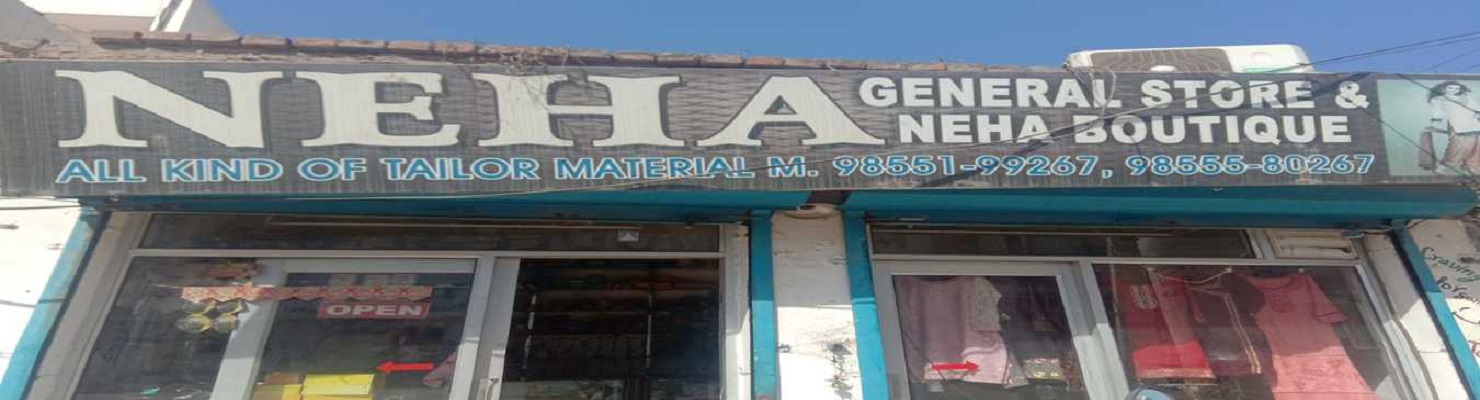 NEHA
GENERAL STORE &
NEHA BOUTIQUE
ALL KIND OF TAILOR MATERIAL M. 98551-99267, 98555-80267
OPEN